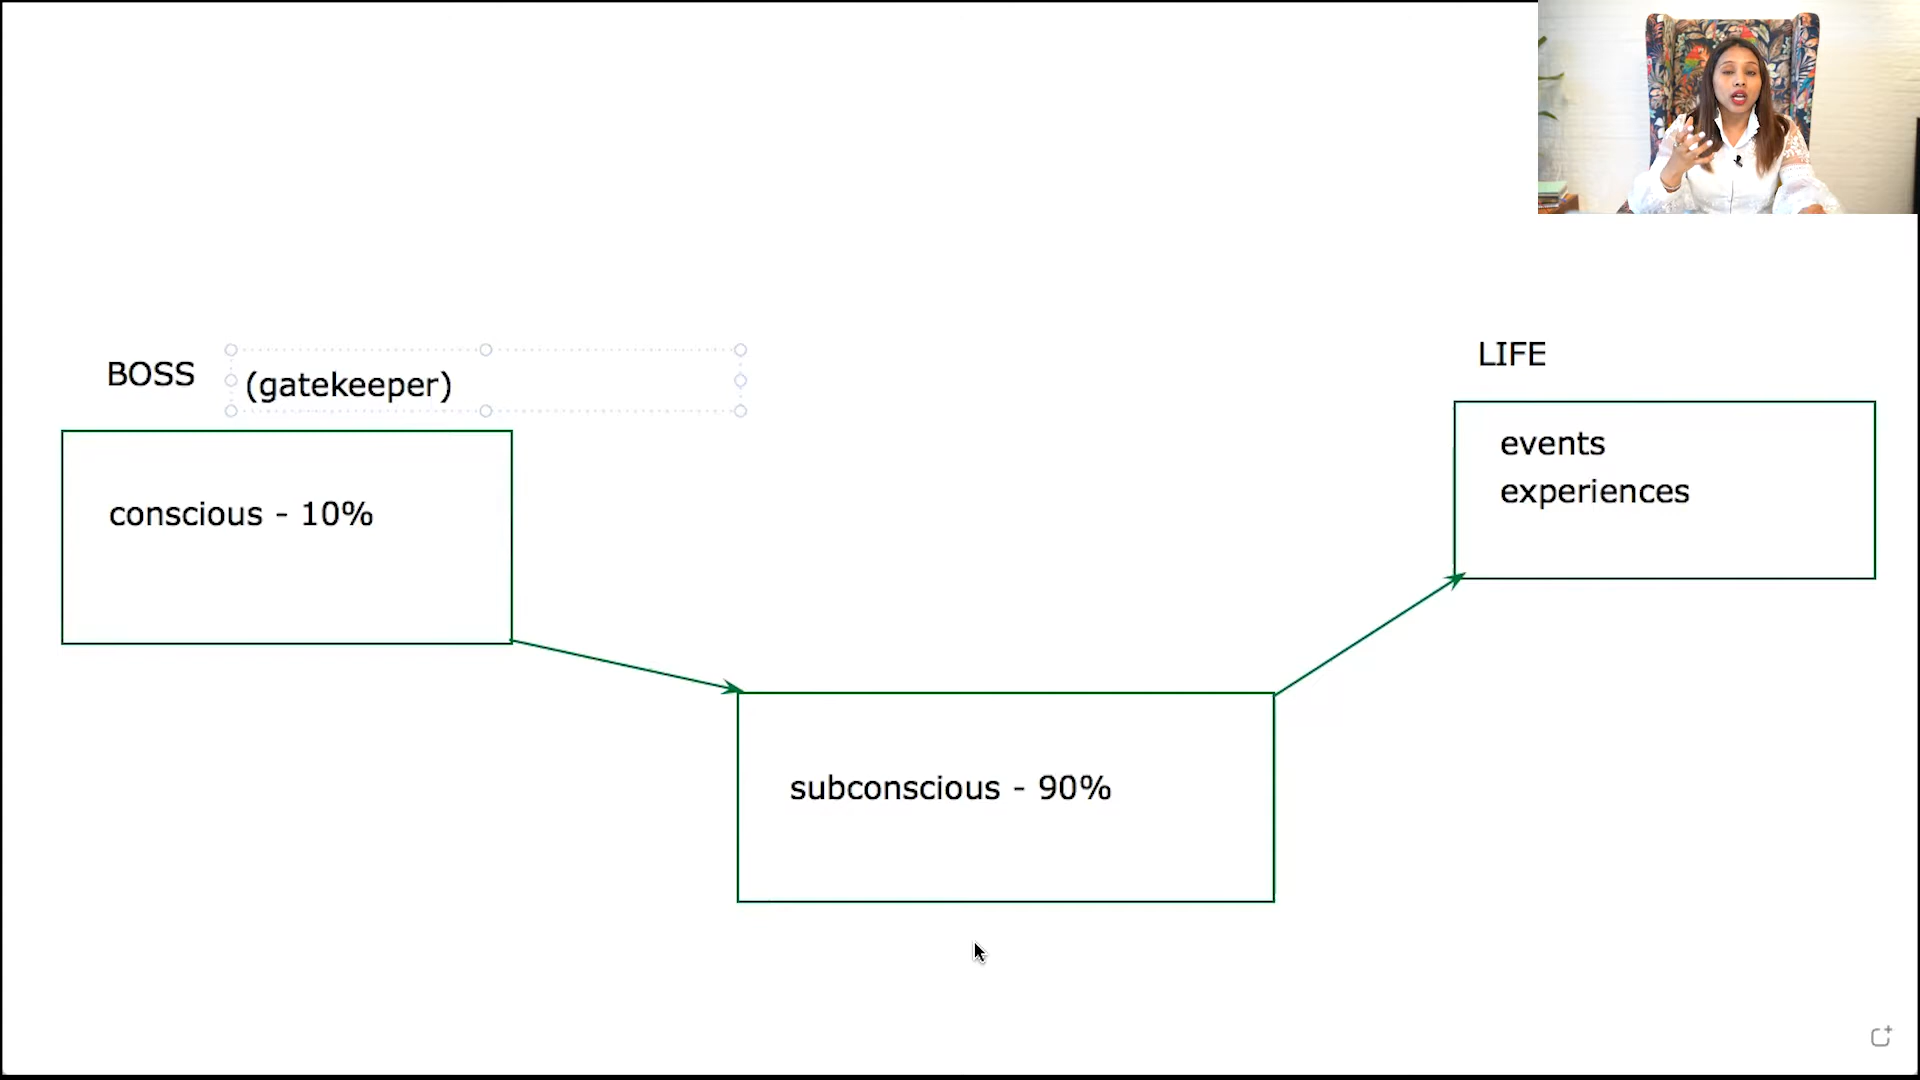 BOSS (gatekeeper)
conscious - 10%
subconscious - 90%
LIFE
events
experiences